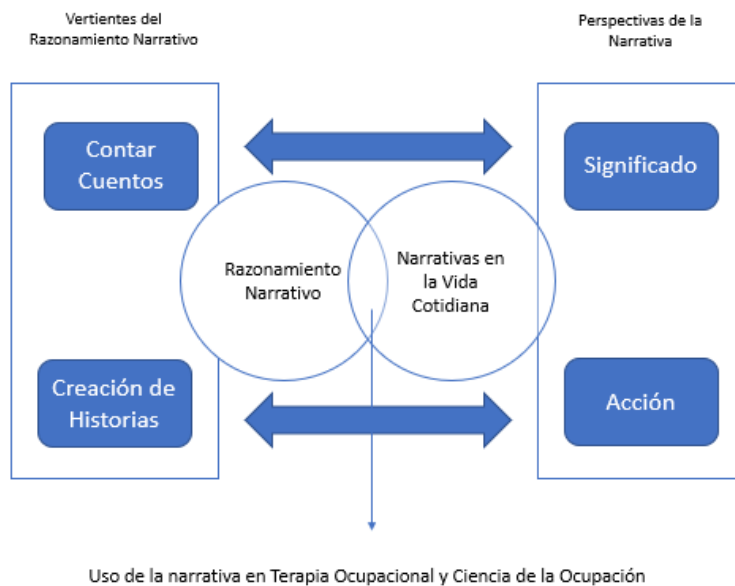 Vertientes del
Razonamiento Narrativo
Perspectivas de la
Narrativa
Contar
Cuentos
Significado
Razonamiento
Narrativo
Narrativas en
la Vida
Cotidiana
Creación de
Historias
Acción
Uso de la narrativa en Terapia Ocupacional y Ciencia de la Ocupación